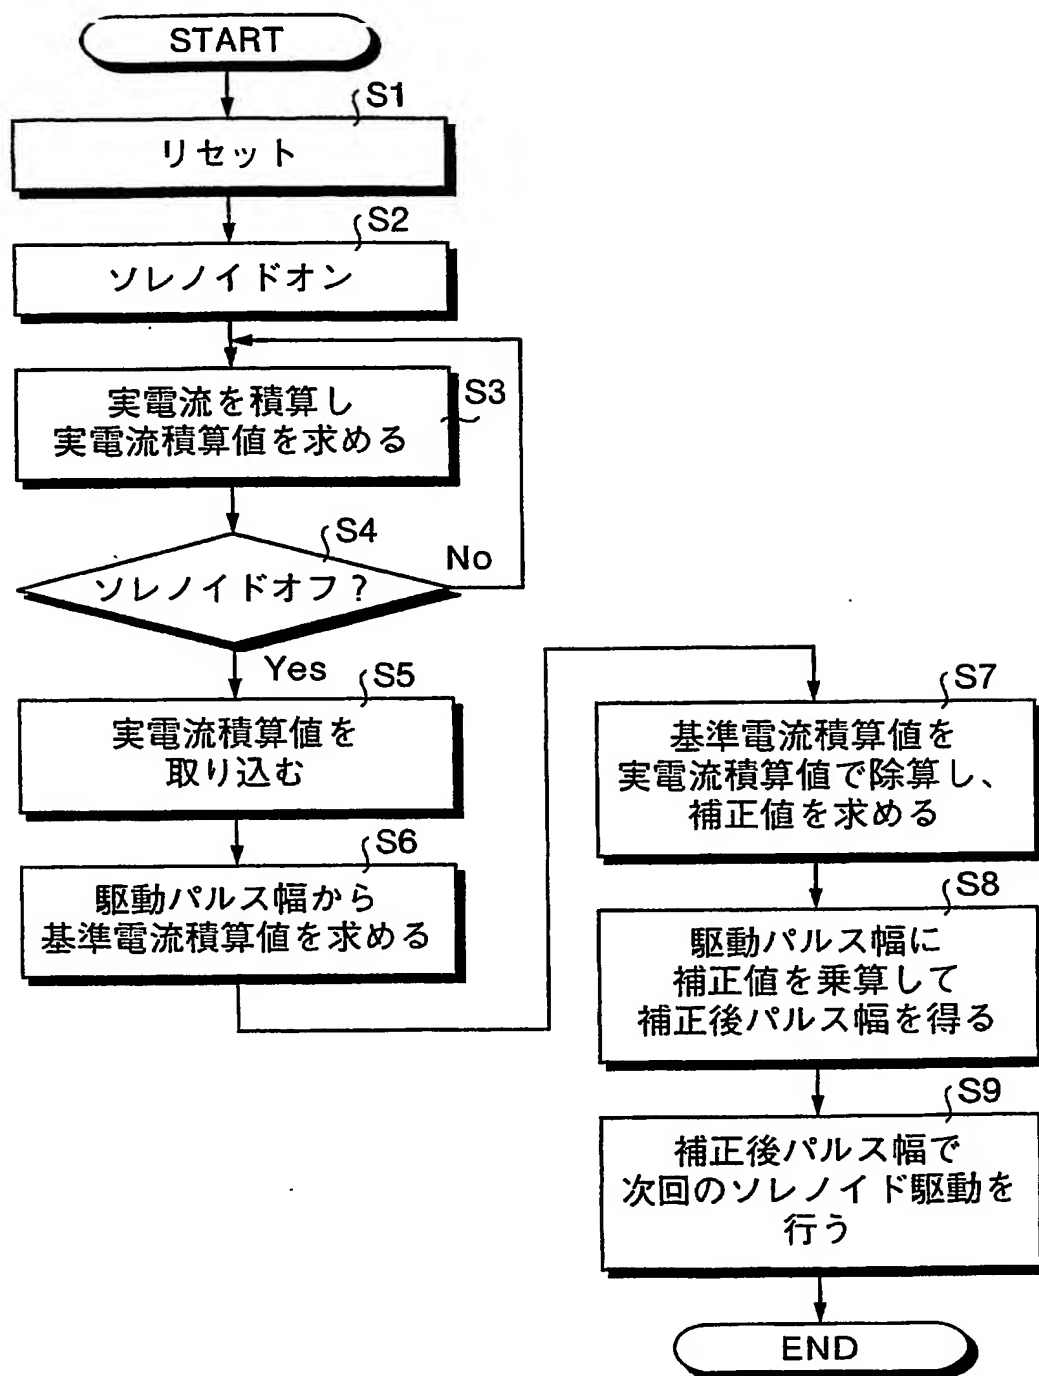 START
S1
リセット
S2
ソレノイドオン
S3
実電流を積算し
実電流積算値を求める
S4
ソレノイドオフ?
No
Yes
S5
実電流積算値を
取り込む
S6
駆動パルス幅から
基準電流積算値を求める
S7
基準電流積算値を
実電流積算値で除算し、
補正値を求める
S8
駆動パルス幅に
補正値を乗算して
補正後パルス幅を得る
S9
補正後パルス幅で
次回のソレノイド駆動を
行う
END